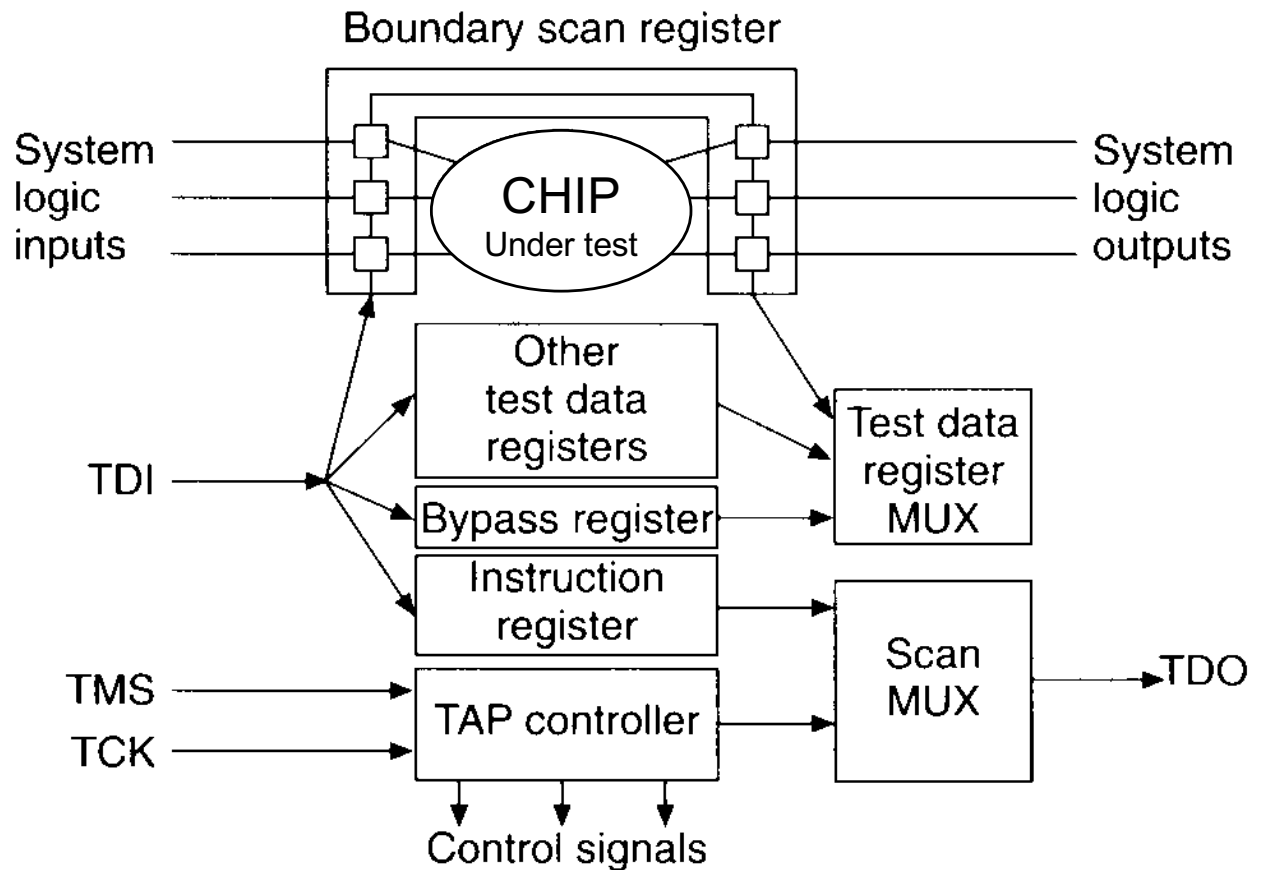 Boundary scan register
System
logic
inputs
CHIP
Under test
System
logic
outputs
Other
test data
registers
Test data
register
MUX
TDI
Bypass register
Instruction
register
Scan
MUX
TDO
TMS
TCK
TAP controller
Control signals